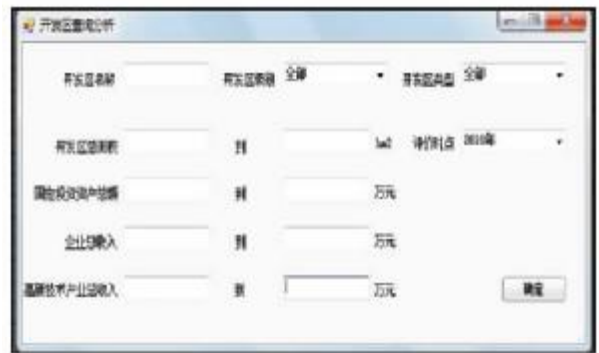 开发区查询分析
开发区名称 开发区级别 全部 开发区类型 全部
开发区总面积 到 km2 评价时点 2010年
固定投资资产总额 到 万元
企业总收入 到 万元
高新技术产业总收入 到 万元
确定